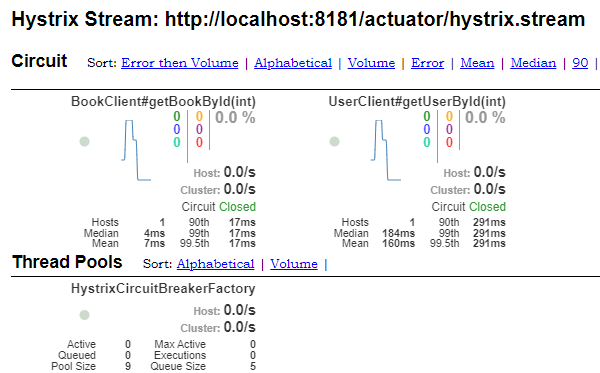 Hystrix Stream: http://localhost:8181/actuator/hystrix.stream
Circuit Sort: Error then Volume | Alphabetical | Volume | Error | Mean | Median | 90 |
BookClient#getBookById(int)
0 0 0.0 %
0 0
0 0
Host: 0.0/s
Cluster: 0.0/s
Circuit Closed
Hosts 1 90th 17ms
Median 4ms 99th 17ms
Mean 7ms 99.5th 17ms
UserClient#getUserById(int)
0 0 0.0 %
0 0
0 0
Host: 0.0/s
Cluster: 0.0/s
Circuit Closed
Hosts 1 90th 291ms
Median 184ms 99th 291ms
Mean 160ms 99.5th 291ms
Thread Pools Sort: Alphabetical | Volume |
HystrixCircuitBreakerFactory
Host: 0.0/s
Cluster: 0.0/s
Active 0 Max Active 0
Queued 0 Executions 0
Pool Size 9 Queue Size 5